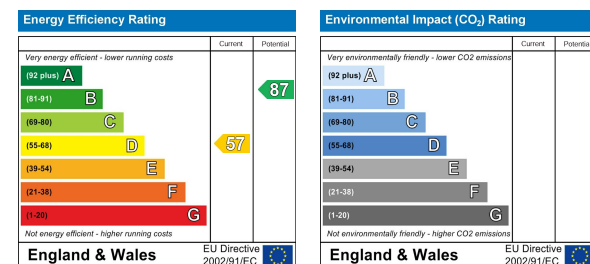 Energy Efficiency Rating
Current Potential
Very energy efficient - lower running costs
(92 plus) A
(81-91) B
87
(69-80) C
(55-68) D
57
(39-54) E
(21-38) F
(1-20) G
Not energy efficient - higher running costs
England & Wales
EU Directive
2002/91/EC
Environmental Impact (CO2) Rating
Current Potentia
Very environmentally friendly - lower CO2 emissions
(92 plus) A
(81-91) B
(69-80) C
(55-68) D
(39-54) E
(21-38) F
(1-20) G
Not environmentally friendly - higher CO2 emissions
England & Wales
EU Directive
2002/91/EC